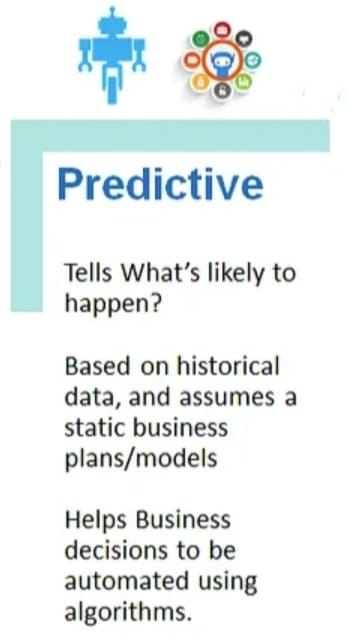 Predictive
Tells What's likely to
happen?
Based on historical
data, and assumes a
static business
plans/models
Helps Business
decisions to be
automated using
algorithms.